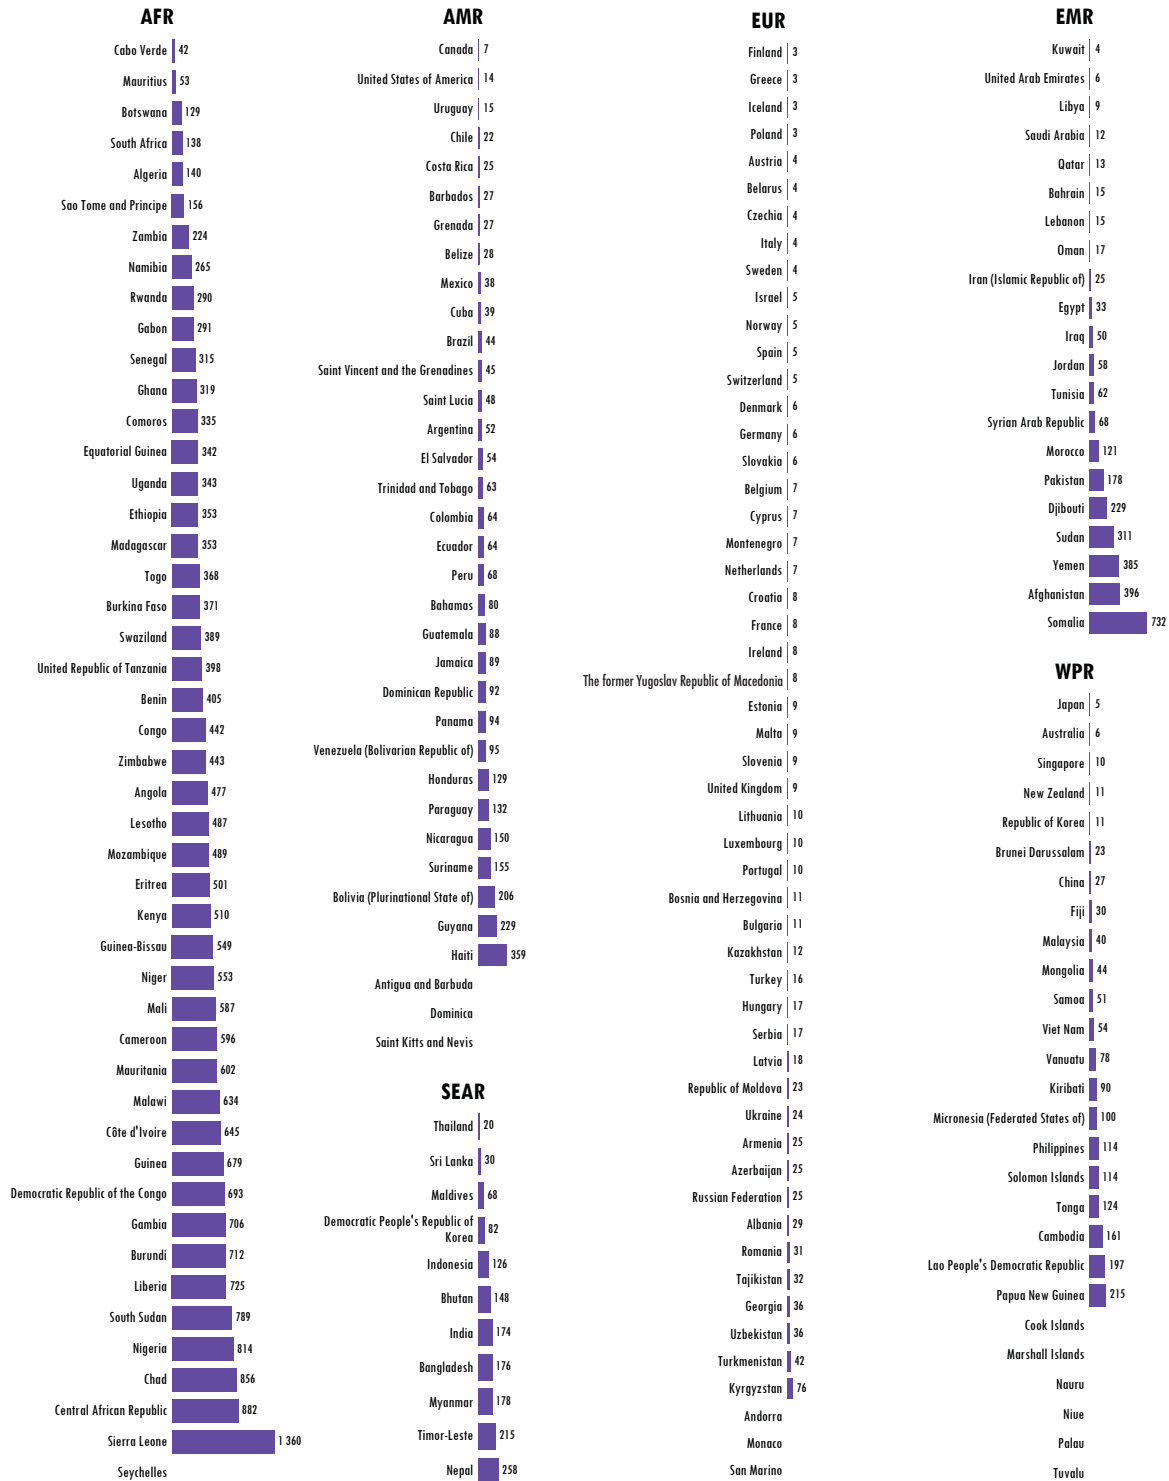 AFR
Cabo Verde 42
Mauritius 53
Botswana 129
South Africa 138
Algeria 140
Sao Tome and Principe 156
Zambia 224
Namibia 265
Rwanda 290
Gabon 291
Senegal 315
Ghana 319
Comoros 335
Equatorial Guinea 342
Uganda 343
Ethiopia 353
Madagascar 353
Togo 368
Burkina Faso 371
Swaziland 389
United Republic of Tanzania 398
Benin 405
Congo 442
Zimbabwe 443
Angola 477
Lesotho 487
Mozambique 489
Eritrea 501
Kenya 510
Guinea-Bissau 549
Niger 553
Mali 587
Cameroon 596
Mauritania 602
Malawi 634
Côte d'Ivoire 645
Guinea 679
Democratic Republic of the Congo 693
Gambia 706
Burundi 712
Liberia 725
South Sudan 789
Nigeria 814
Chad 856
Central African Republic 882
Sierra Leone 1 360
Seychelles
AMR
Canada 7
United States of America 14
Uruguay 15
Chile 22
Costa Rica 25
Barbados 27
Grenada 27
Belize 28
Mexico 38
Cuba 39
Brazil 44
Saint Vincent and the Grenadines 45
Saint Lucia 48
Argentina 52
El Salvador 54
Trinidad and Tobago 63
Colombia 64
Ecuador 64
Peru 68
Bahamas 80
Guatemala 88
Jamaica 89
Dominican Republic 92
Panama 94
Venezuela (Bolivarian Republic of) 95
Honduras 129
Paraguay 132
Nicaragua 150
Suriname 155
Bolivia (Plurinational State of) 206
Guyana 229
Haiti 359
Antigua and Barbuda
Dominica
Saint Kitts and Nevis
SEAR
Thailand 20
Sri Lanka 30
Maldives 68
Democratic People's Republic of
Korea 82
Indonesia 126
Bhutan 148
India 174
Bangladesh 176
Myanmar 178
Timor-Leste 215
Nepal 258
EUR
Finland 3
Greece 3
Iceland 3
Poland 3
Austria 4
Belarus 4
Czechia 4
Italy 4
Sweden 4
Israel 5
Norway 5
Spain 5
Switzerland 5
Denmark 6
Germany 6
Slovakia 6
Belgium 7
Cyprus 7
Montenegro 7
Netherlands 7
Croatia 8
France 8
Ireland 8
The former Yugoslav Republic of Macedonia 8
Estonia 9
Malta 9
Slovenia 9
United Kingdom 9
Lithuania 10
Luxembourg 10
Portugal 10
Bosnia and Herzegovina 11
Bulgaria 11
Kazakhstan 12
Turkey 16
Hungary 17
Serbia 17
Latvia 18
Republic of Moldova 23
Ukraine 24
Armenia 25
Azerbaijan 25
Russian Federation 25
Albania 29
Romania 31
Tajikistan 32
Georgia 36
Uzbekistan 36
Turkmenistan 42
Kyrgyzstan 76
Andorra
Monaco
San Marino
EMR
Kuwait 4
United Arab Emirates 6
Libya 9
Saudi Arabia 12
Qatar 13
Bahrain 15
Lebanon 15
Oman 17
Iran (Islamic Republic of) 25
Egypt 33
Iraq 50
Jordan 58
Tunisia 62
Syrian Arab Republic 68
Morocco 121
Pakistan 178
Djibouti 229
Sudan 311
Yemen 385
Afghanistan 396
Somalia 732
WPR
Japan 5
Australia 6
Singapore 10
New Zealand 11
Republic of Korea 11
Brunei Darussalam 23
China 27
Fiji 30
Malaysia 40
Mongolia 44
Samoa 51
Viet Nam 54
Vanuatu 78
Kiribati 90
Micronesia (Federated States of) 100
Philippines 114
Solomon Islands 114
Tonga 124
Cambodia 161
Lao People's Democratic Republic 197
Papua New Guinea 215
Cook Islands
Marshall Islands
Nauru
Niue
Palau
Tuvalu